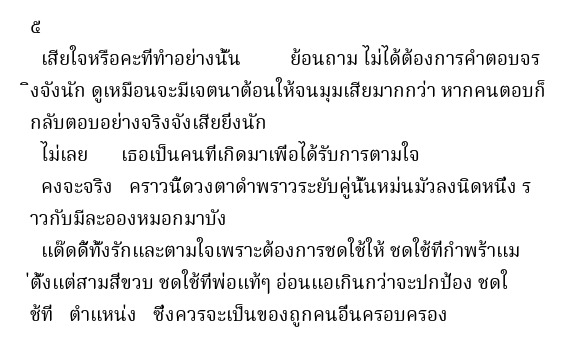 ๕
เสียใจหรือคะที่ทำอย่างนั้น ย้อนถาม ไม่ได้ต้องการคำตอบจร
ิงจังนัก ดูเหมือนจะมีเจตนาต้อนให้จนมุมเสียมากกว่า หากคนตอบก็
กลับตอบอย่างจริงจังเสียยิ่งนัก
ไม่เลย เธอเป็นคนที่เกิดมาเพื่อได้รับการตามใจ
คงจะจริง คราวนี้ดวงตาดำพราวระยับคู่นั้นหม่นมัวลงนิดหนึ่ง ร
าวกับมีละอองหมอกมาบัง
แด๊ดดี้ทั้งรักและตามใจเพราะต้องการชดใช้ให้ ชดใช้ที่กำพร้าแม
่ตั้งแต่สามสี่ขวบ ชดใช้ที่พ่อแท้ๆ อ่อนแอเกินกว่าจะปกป้อง ชดใ
ช้ที่ ตำแหน่ง ซึ่งควรจะเป็นของถูกคนอื่นครอบครอง